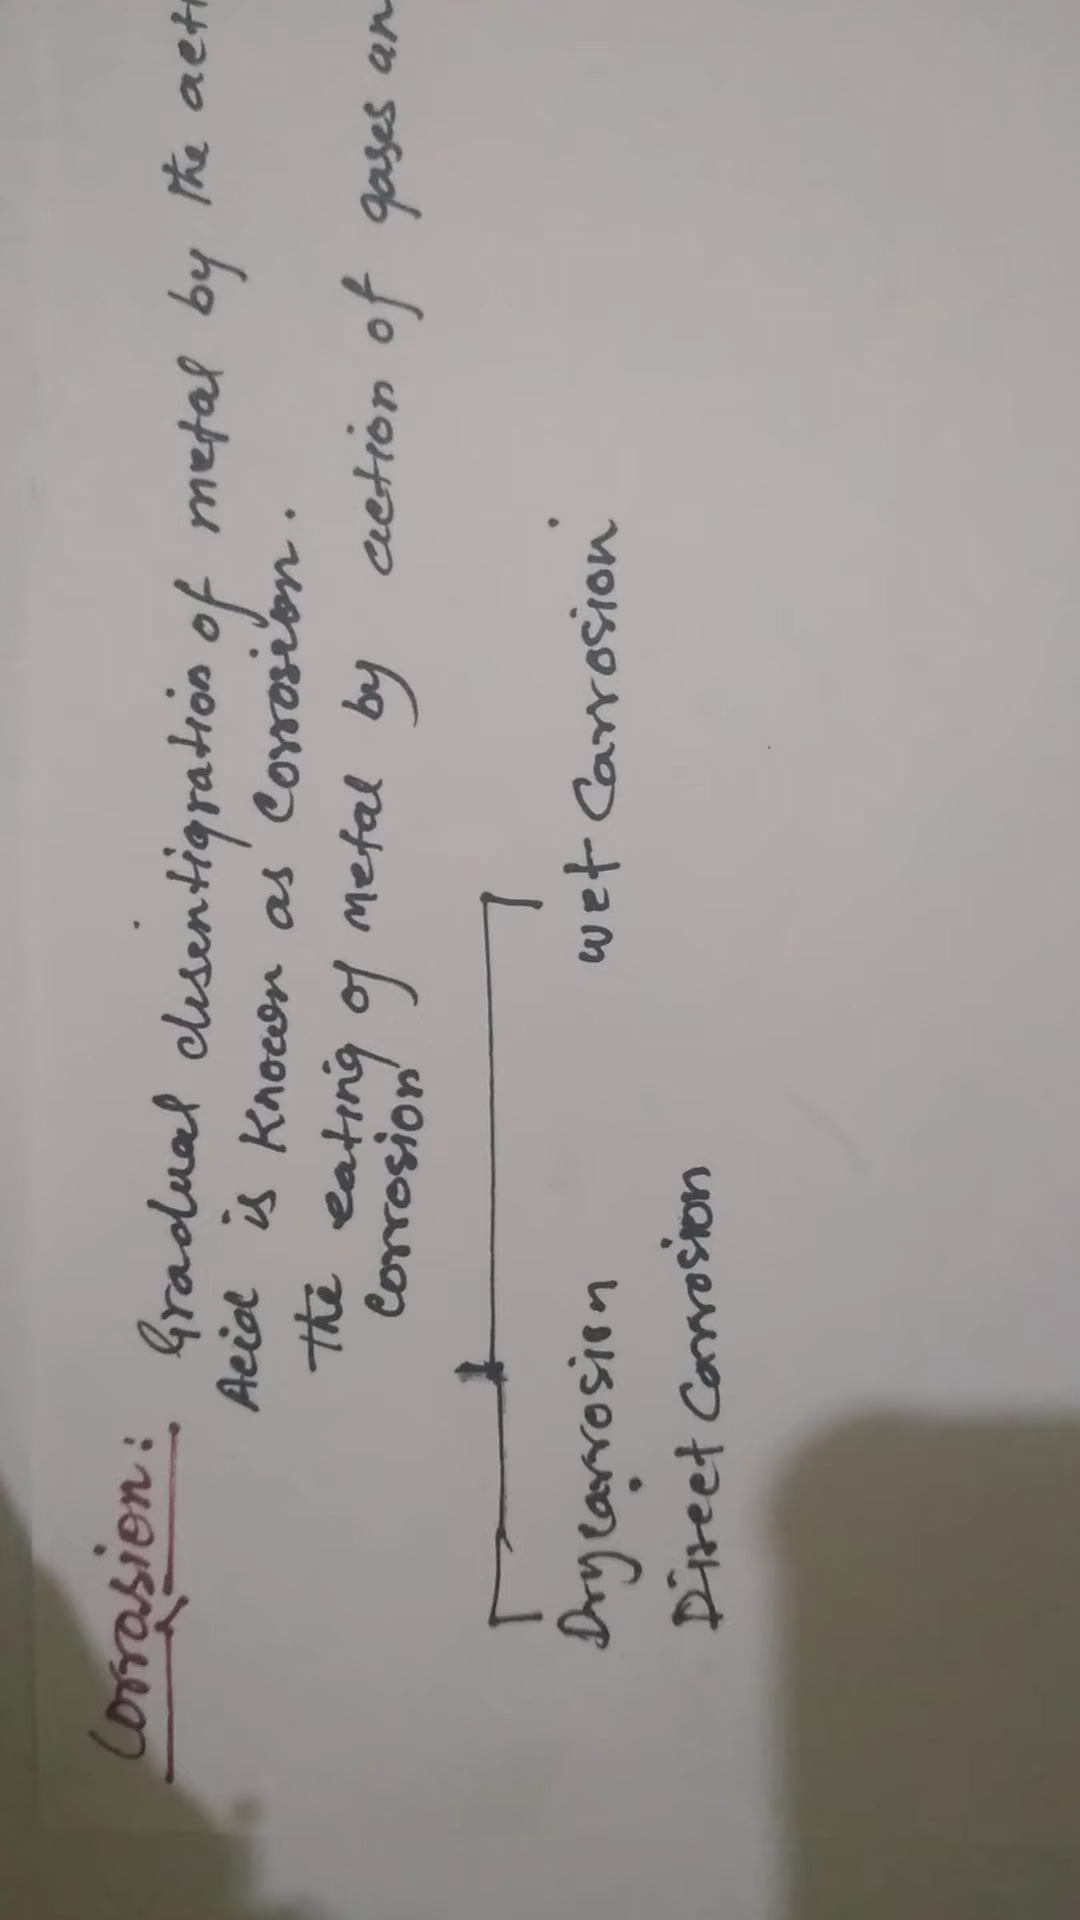 Corrosion:
Gradual disentigration of metal by the acti
Acid is Known as Corrosion.
The eating of Metal by action of gases an
Corrosion
Dry Corrosion
Wet Corrosion
Direct Corrosion